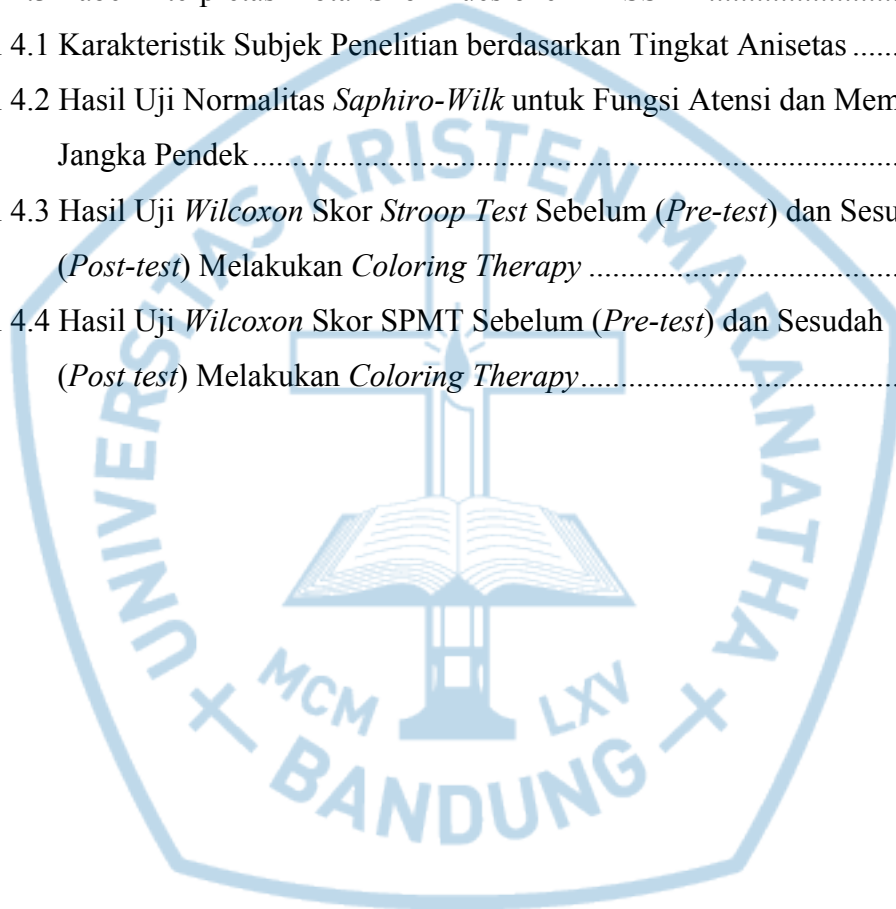 4.1 Karakteristik Subjek Penelitian berdasarkan Tingkat Anisetas ......
4.2 Hasil Uji Normalitas Saphiro-Wilk untuk Fungsi Atensi dan Mem
Jangka Pendek ......
4.3 Hasil Uji Wilcoxon Skor Stroop Test Sebelum (Pre-test) dan Sesu
(Post-test) Melakukan Coloring Therapy ......
4.4 Hasil Uji Wilcoxon Skor SPMT Sebelum (Pre-test) dan Sesudah
(Post test) Melakukan Coloring Therapy ......
UNIVERSITAS KRISTEN MARANATHA
MCM LXV
BANDUNG